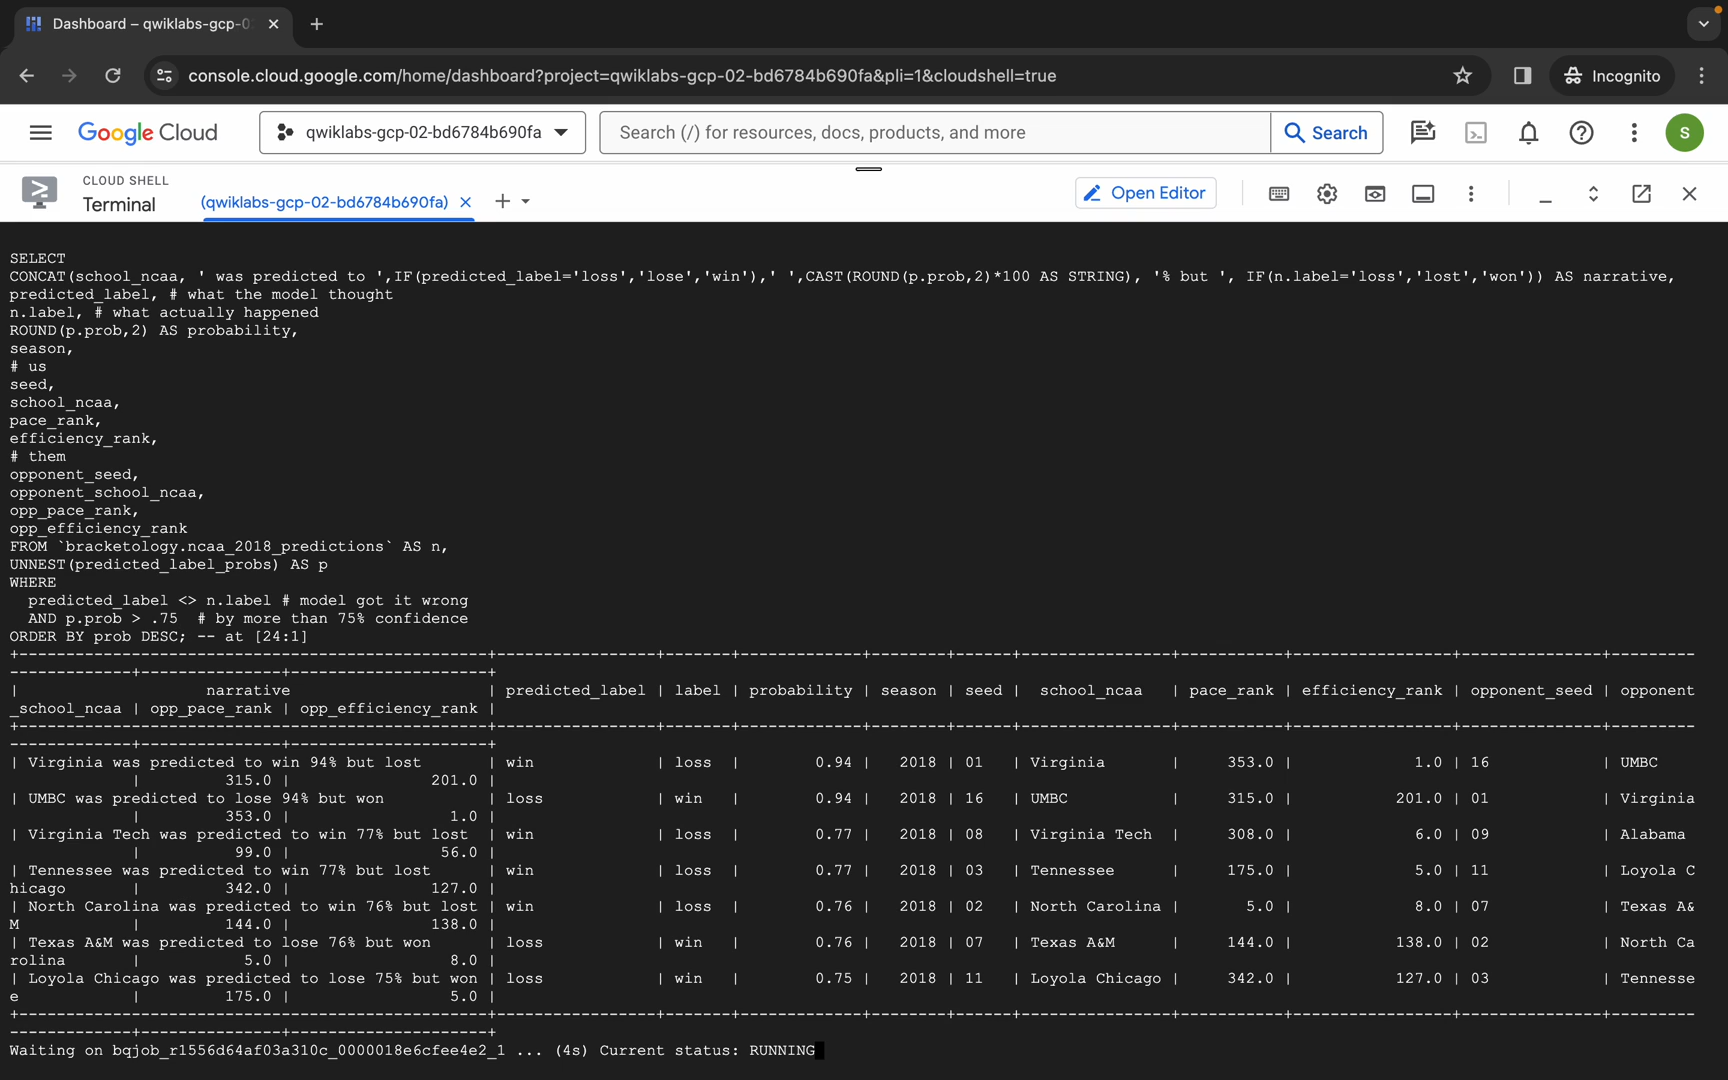 Dashboard – qwiklabs-gcp-0
console.cloud.google.com/home/dashboard?project=qwiklabs-gcp-02-bd6784b690fa&pli=1&cloudshell=true
Incognito
Google Cloud
qwiklabs-gcp-02-bd6784b690fa
Search (/) for resources, docs, products, and more
Search
S
CLOUD SHELL
Terminal
(qwiklabs-gcp-02-bd6784b690fa)
Open Editor
SELECT
CONCAT(school_ncaa, ' was predicted to ',IF(predicted_label='loss','lose','win'),' ',CAST(ROUND(p.prob,2)*100 AS STRING), '% but ', IF(n.label='loss','lost','won')) AS narrative,
predicted_label, # what the model thought
n.label, # what actually happened
ROUND(p.prob,2) AS probability,
season,
# us
seed,
school_ncaa,
pace_rank,
efficiency_rank,
# them
opponent_seed,
opponent_school_ncaa,
opp_pace_rank,
opp_efficiency_rank
FROM `bracketology.ncaa_2018_predictions` AS n,
UNNEST(predicted_label_probs) AS p
WHERE
  predicted_label <> n.label # model got it wrong
  AND p.prob > .75  # by more than 75% confidence
ORDER BY prob DESC; -- at [24:1]
+--------------------------------------------------+-----------------+-------+-------------+--------+------+----------------+-----------+-----------------+---------------+---------
-------------+---------------+---------------------+
|                    narrative                     | predicted_label | label | probability | season | seed |  school_ncaa   | pace_rank | efficiency_rank | opponent_seed | opponent
_school_ncaa | opp_pace_rank | opp_efficiency_rank |
+--------------------------------------------------+-----------------+-------+-------------+--------+------+----------------+-----------+-----------------+---------------+---------
-------------+---------------+---------------------+
| Virginia was predicted to win 94% but lost       | win             | loss  |        0.94 |   2018 | 01   | Virginia       |     353.0 |             1.0 | 16            | UMBC
             |         315.0 |               201.0 |
| UMBC was predicted to lose 94% but won           | loss            | win   |        0.94 |   2018 | 16   | UMBC           |     315.0 |           201.0 | 01            | Virginia
             |         353.0 |                 1.0 |
| Virginia Tech was predicted to win 77% but lost  | win             | loss  |        0.77 |   2018 | 08   | Virginia Tech  |     308.0 |             6.0 | 09            | Alabama
             |          99.0 |                56.0 |
| Tennessee was predicted to win 77% but lost      | win             | loss  |        0.77 |   2018 | 03   | Tennessee      |     175.0 |             5.0 | 11            | Loyola C
hicago       |         342.0 |               127.0 |
| North Carolina was predicted to win 76% but lost | win             | loss  |        0.76 |   2018 | 02   | North Carolina |       5.0 |             8.0 | 07            | Texas A&
M            |         144.0 |               138.0 |
| Texas A&M was predicted to lose 76% but won      | loss            | win   |        0.76 |   2018 | 07   | Texas A&M      |     144.0 |           138.0 | 02            | North Ca
rolina       |           5.0 |                 8.0 |
| Loyola Chicago was predicted to lose 75% but won | loss            | win   |        0.75 |   2018 | 11   | Loyola Chicago |     342.0 |           127.0 | 03            | Tennesse
e            |         175.0 |                 5.0 |
+--------------------------------------------------+-----------------+-------+-------------+--------+------+----------------+-----------+-----------------+---------------+---------
-------------+---------------+---------------------+
Waiting on bqjob_r1556d64af03a310c_0000018e6cfee4e2_1 ... (4s) Current status: RUNNING